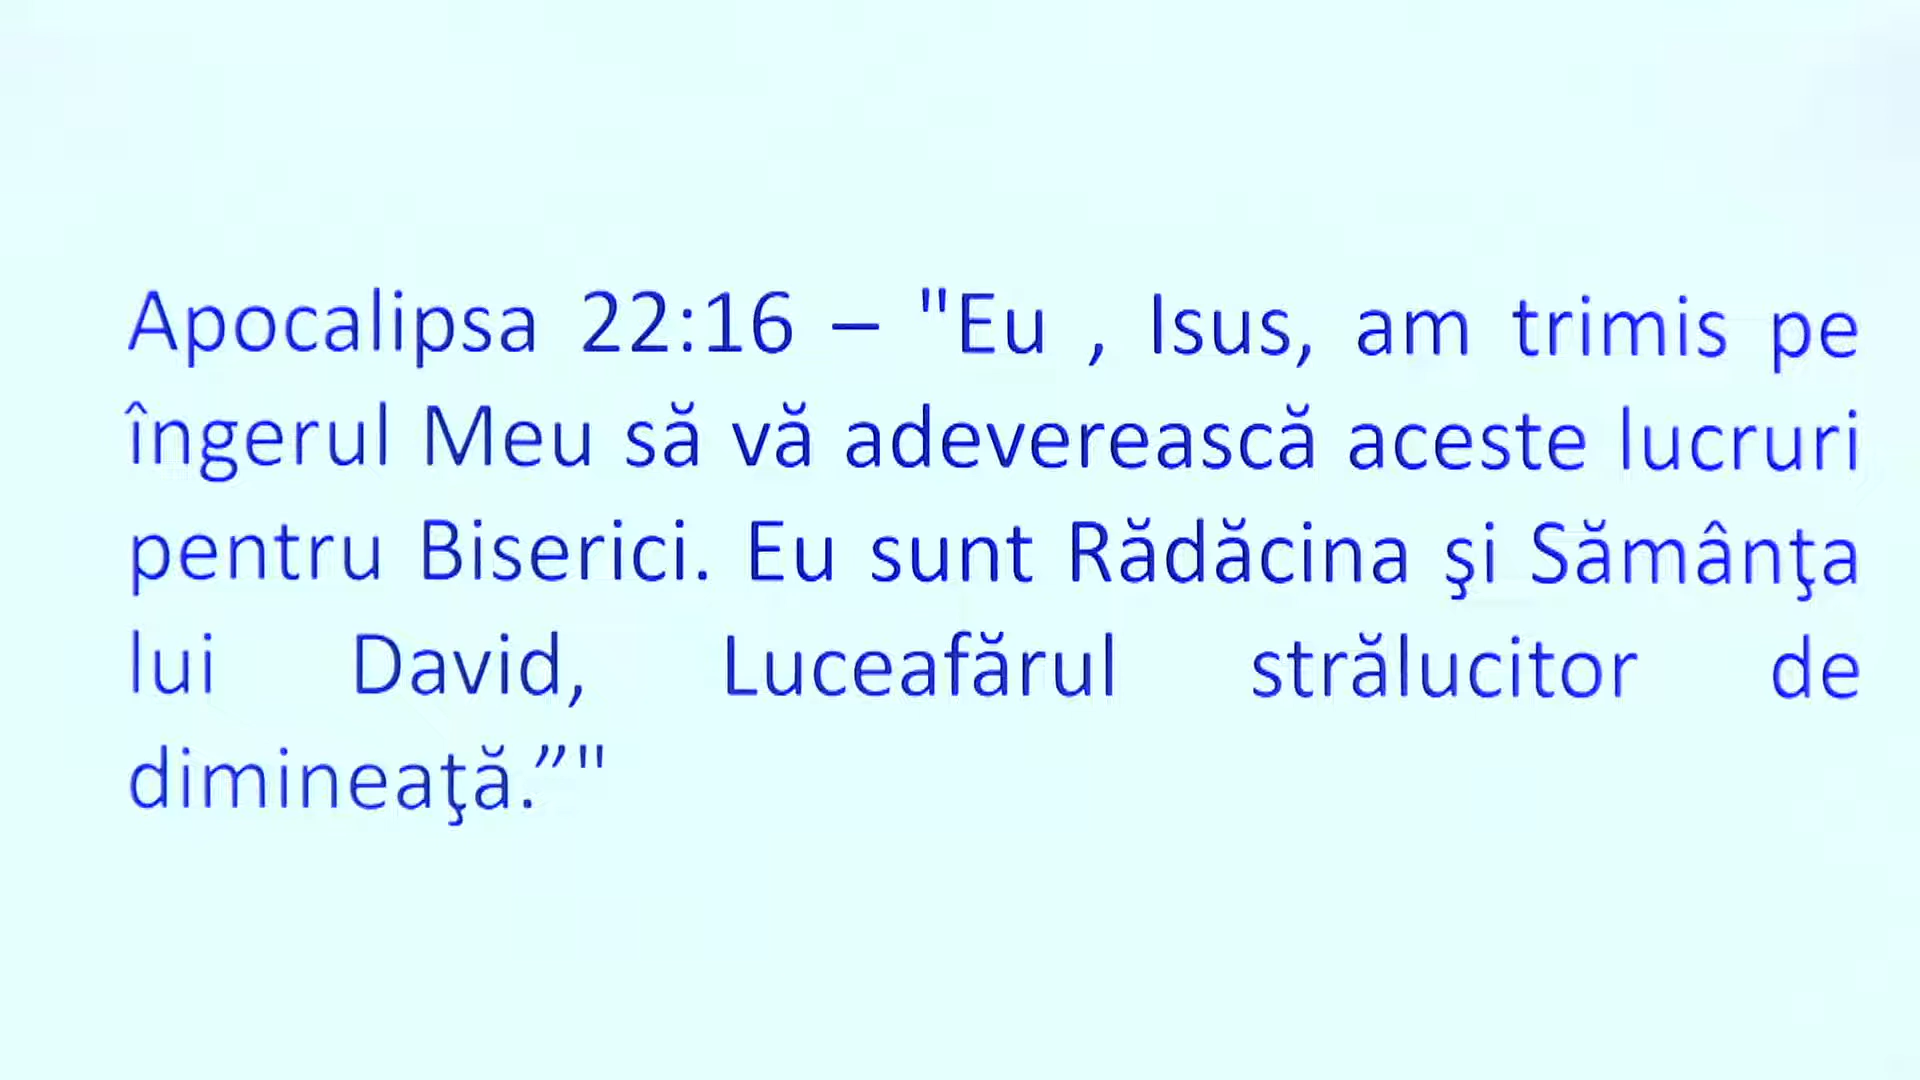 Apocalipsa 22:16 – "Eu , Isus, am trimis pe
îngerul Meu să vă adeverească aceste lucruri
pentru Biserici. Eu sunt Rădăcina şi Sămânţa
lui David, Luceafărul strălucitor de
dimineaţă.”"